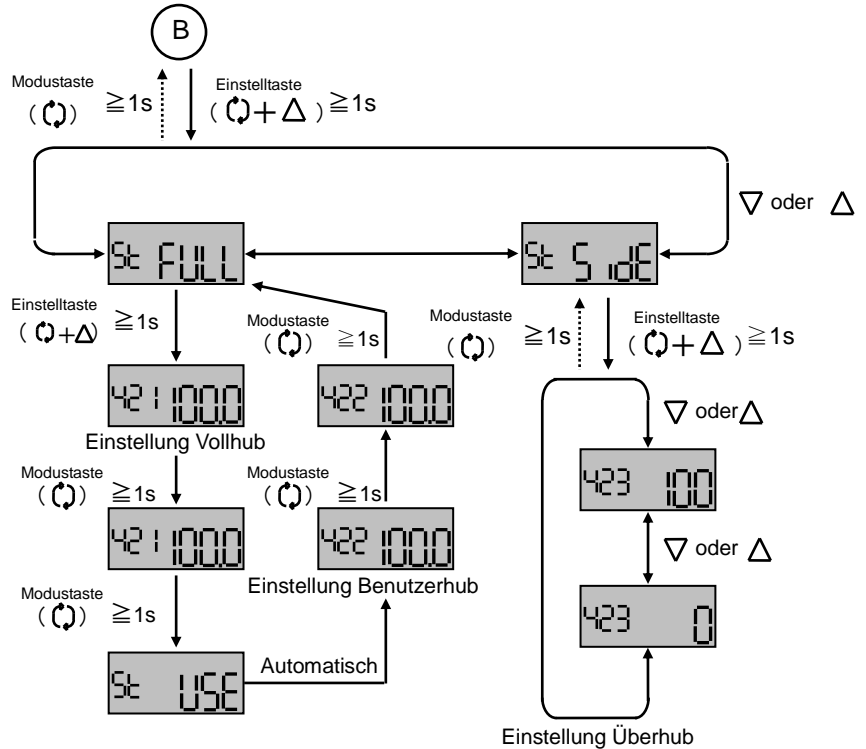 B
Modustaste
≧1s
Einstelltaste
( + △ ) ≧1s
▽ oder △
St FULL
St SidE
Einstelltaste
( +△) ≧1s
Modustaste
≧1s
Modustaste
≧1s
Einstelltaste
( + △ ) ≧1s
421 100.0
422 100.0
▽ oder △
Einstellung Vollhub
Modustaste
≧1s
Modustaste
≧1s
423 100
421 100.0
422 100.0
▽ oder △
Einstellung Benutzerhub
Modustaste
≧1s
423 0
St USE
Automatisch
Einstellung Überhub